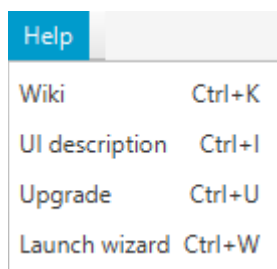 Help
Wiki Ctrl+K
UI description Ctrl+I
Upgrade Ctrl+U
Launch wizard Ctrl+W